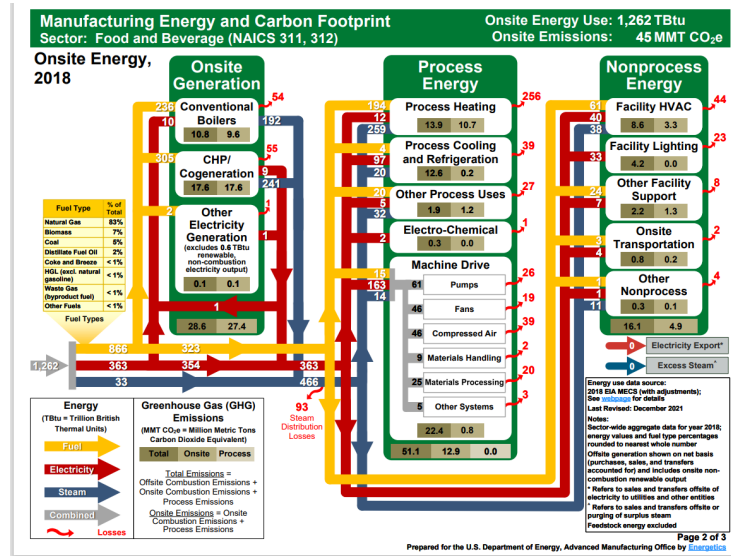 Manufacturing Energy and Carbon Footprint
Sector: Food and Beverage (NAICS 311, 312)
Onsite Energy Use: 1,262 TBtu
Onsite Emissions: 45 MMT CO₂e
Onsite Energy,
2018
Onsite
Generation
236
10
Conventional
Boilers
10.8 9.6
54
192
305
CHP/
Cogeneration
17.6 17.6
55
9
241
2
Other
Electricity
Generation
(excludes 0.6 TBtu
renewable,
non-combustion
electricity output)
0.1 0.1
1
1
1
28.6 27.4
Fuel Type % of Total
Natural Gas 83%
Biomass 7%
Coal 5%
Distillate Fuel Oil 2%
Coke and Breeze < 1%
HGL (excl. natural gasoline) < 1%
Waste Gas (byproduct fuel) < 1%
Other Fuels < 1%
Fuel Types
1,262
866 323
363 354 363
33 466
93
Steam
Distribution
Losses
Process
Energy
194
12
259
Process Heating
13.9 10.7
256
4
97
20
Process Cooling
and Refrigeration
12.6 0.2
39
20
5
32
Other Process Uses
1.9 1.2
27
2
Electro-Chemical
0.3 0.0
1
15
163
14
Machine Drive
61 Pumps 26
46 Fans 19
46 Compressed Air 39
9 Materials Handling 2
25 Materials Processing 20
5 Other Systems 3
22.4 0.8
51.1 12.9 0.0
Nonprocess
Energy
61
40
38
Facility HVAC
8.6 3.3
44
33
Facility Lighting
4.2 0.0
23
24
7
Other Facility
Support
2.2 1.3
8
3
4
Onsite
Transportation
0.8 0.2
2
1
1
11
Other
Nonprocess
0.3 0.1
4
16.1 4.9
0 Electricity Export*
0 Excess Steam^
Energy
(TBtu = Trillion British
Thermal Units)
Fuel
Electricity
Steam
Combined
Losses
Greenhouse Gas (GHG)
Emissions
(MMT CO₂e = Million Metric Tons
Carbon Dioxide Equivalent)
Total Onsite Process
Total Emissions =
Offsite Combustion Emissions +
Onsite Combustion Emissions +
Process Emissions
Onsite Emissions = Onsite
Combustion Emissions +
Process Emissions
Energy use data source:
2018 EIA MECS (with adjustments);
See webpage for details
Last Revised: December 2021
Notes:
Sector-wide aggregate data for year 2018;
energy values and fuel type percentages
rounded to nearest whole number
Offsite generation shown on net basis
(purchases, sales, and transfers
accounted for) and includes onsite non-
combustion renewable output
* Refers to sales and transfers offsite of
electricity to utilities and other entities
^ Refers to sales and transfers offsite or
purging of surplus steam
Feedstock energy excluded
Page 2 of 3
Prepared for the U.S. Department of Energy, Advanced Manufacturing Office by Energetics